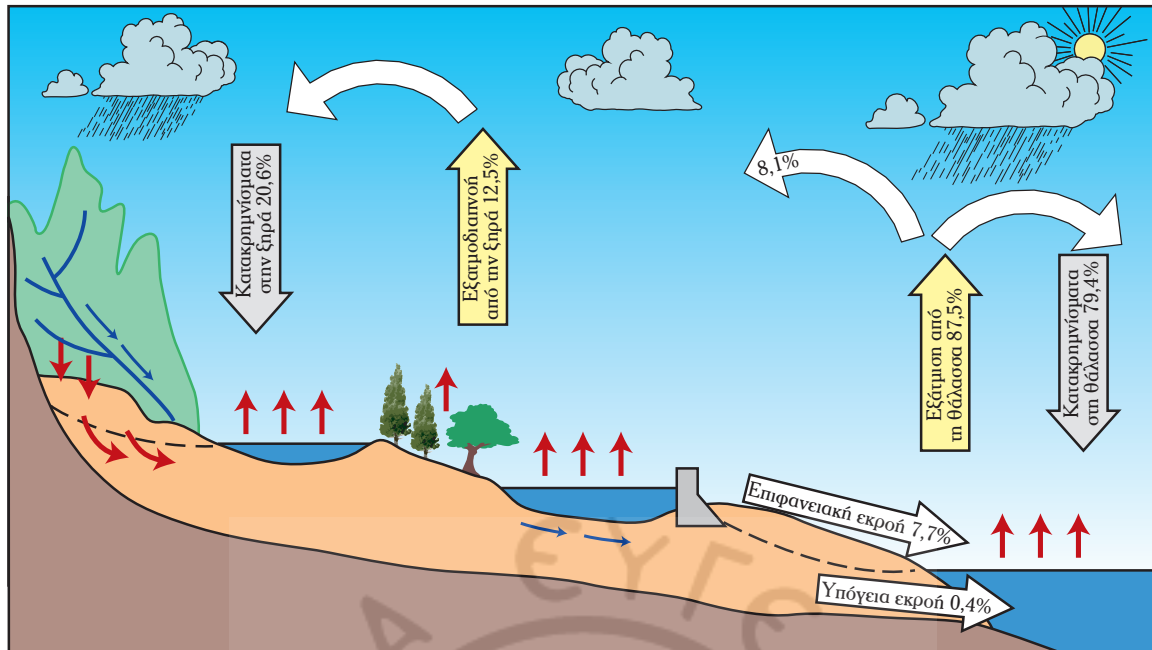 Κατακρημνίσματα
στην ξηρά 20,6%
Εξατμοδιαπνοή
από την ξηρά 12,5%
8,1%
Εξάτμιση από
τη θάλασσα 87,5%
Κατακρημνίσματα
στη θάλασσα 79,4%
Επιφανειακή εκροή 7,7%
Υπόγεια εκροή 0,4%
Α ΕΥΓΕ